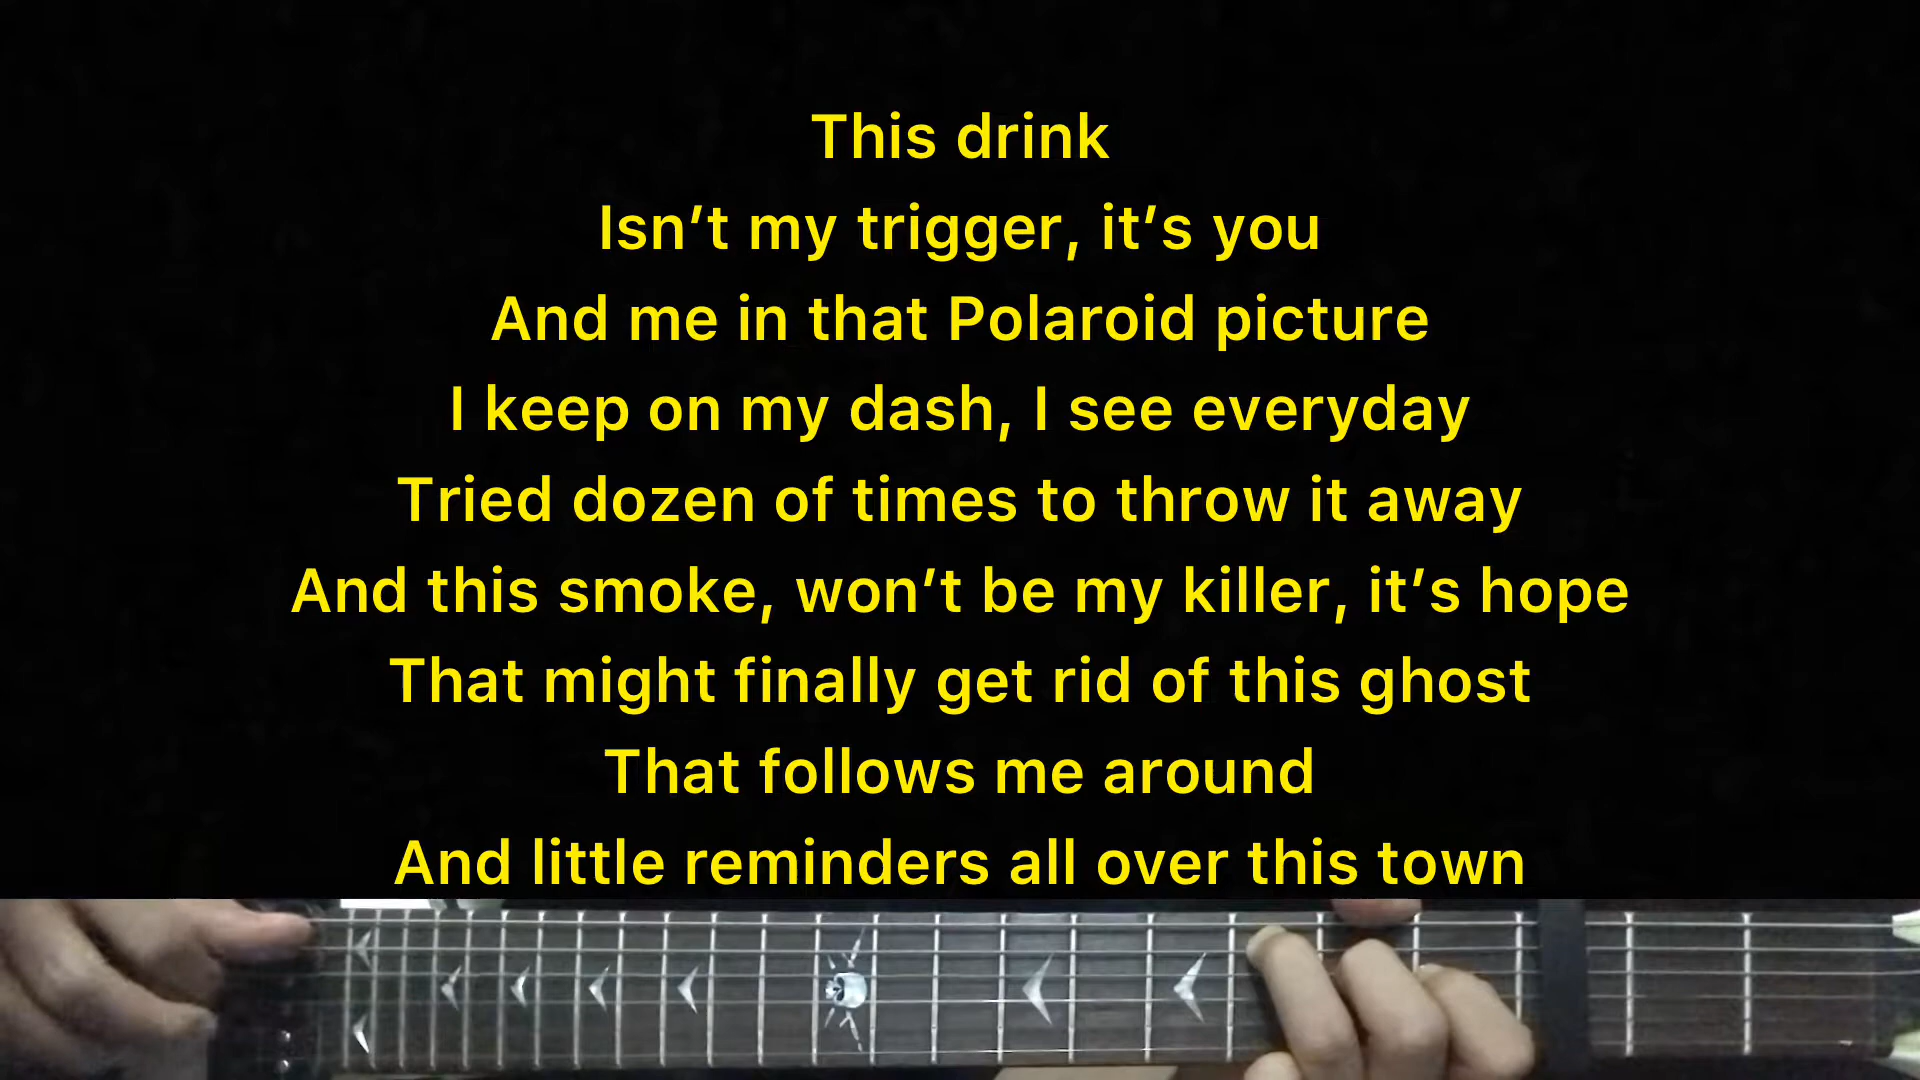 This drink
Isn’t my trigger, it’s you
And me in that Polaroid picture
I keep on my dash, I see everyday
Tried dozen of times to throw it away
And this smoke, won’t be my killer, it’s hope
That might finally get rid of this ghost
That follows me around
And little reminders all over this town